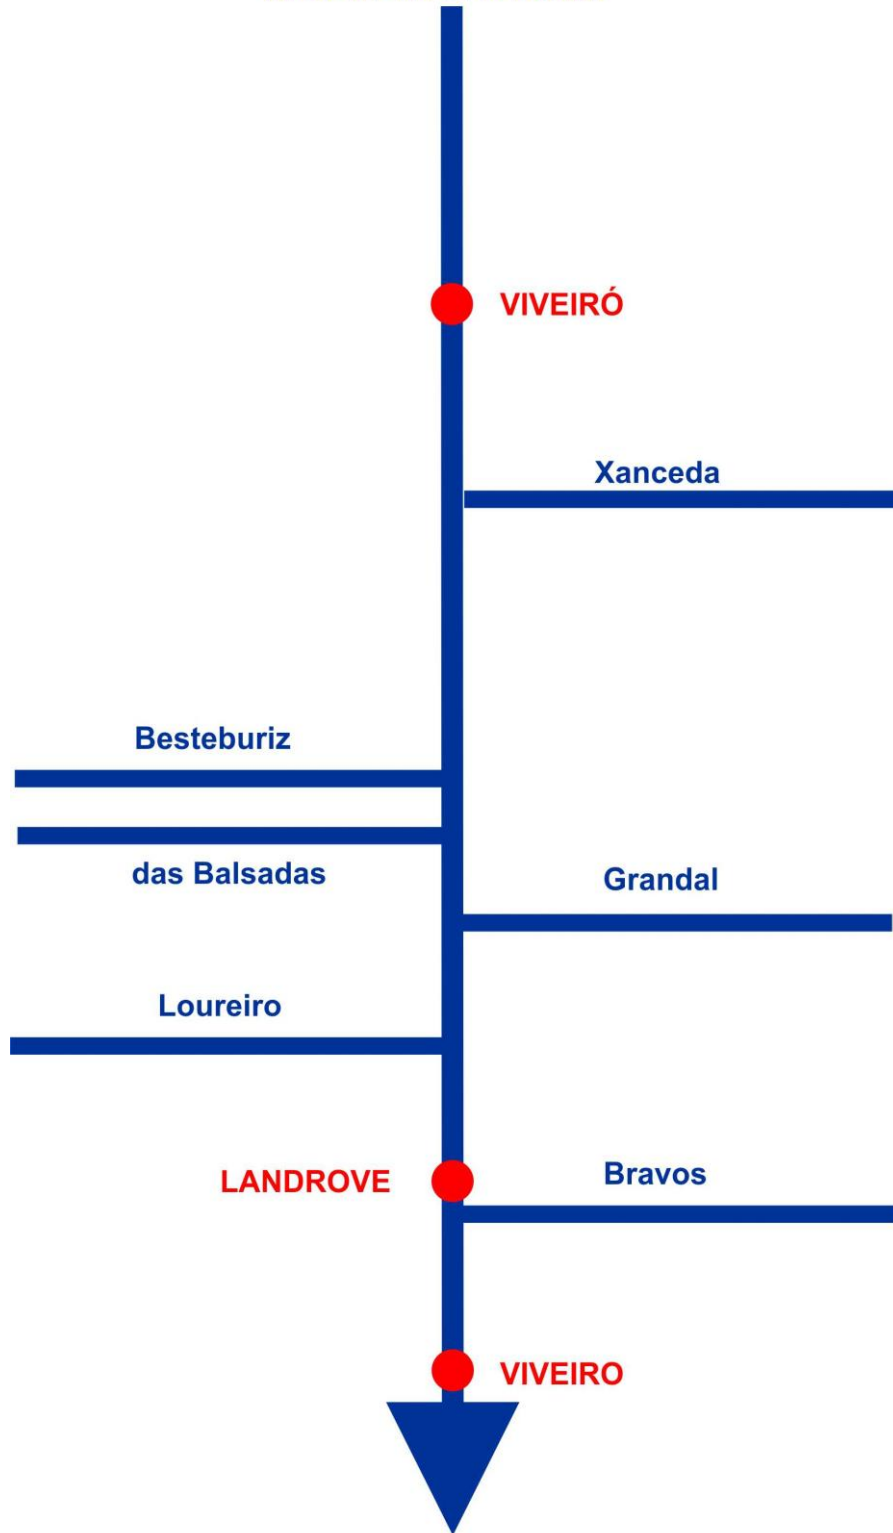 VIVEIRÓ
Xanceda
Besteburiz
das Balsadas
Grandal
Loureiro
LANDROVE
Bravos
VIVEIRO